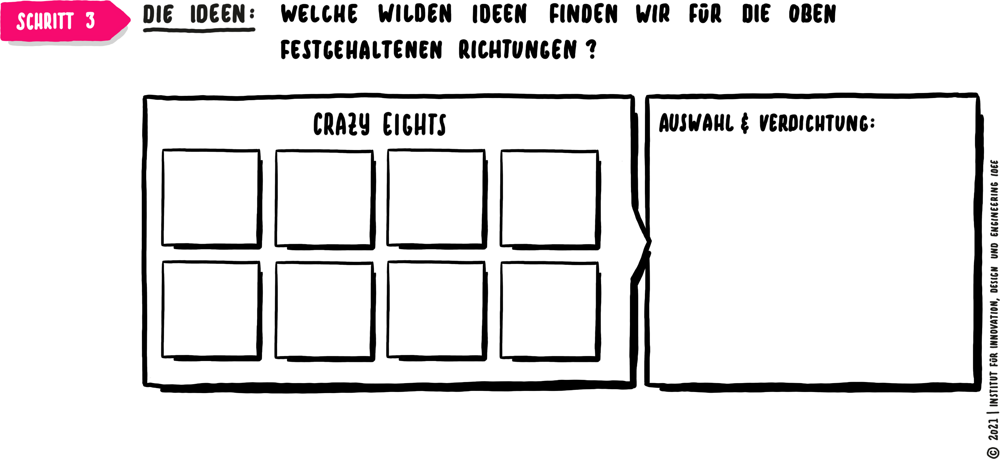 SCHRITT 3
DIE IDEEN: WELCHE WILDEN IDEEN FINDEN WIR FÜR DIE OBEN
FESTGEHALTENEN RICHTUNGEN ?
CRAZY EIGHTS
AUSWAHL & VERDICHTUNG:
© 2021 | INSTITUT FÜR INNOVATION, DESIGN UND ENGINEERING IDEE